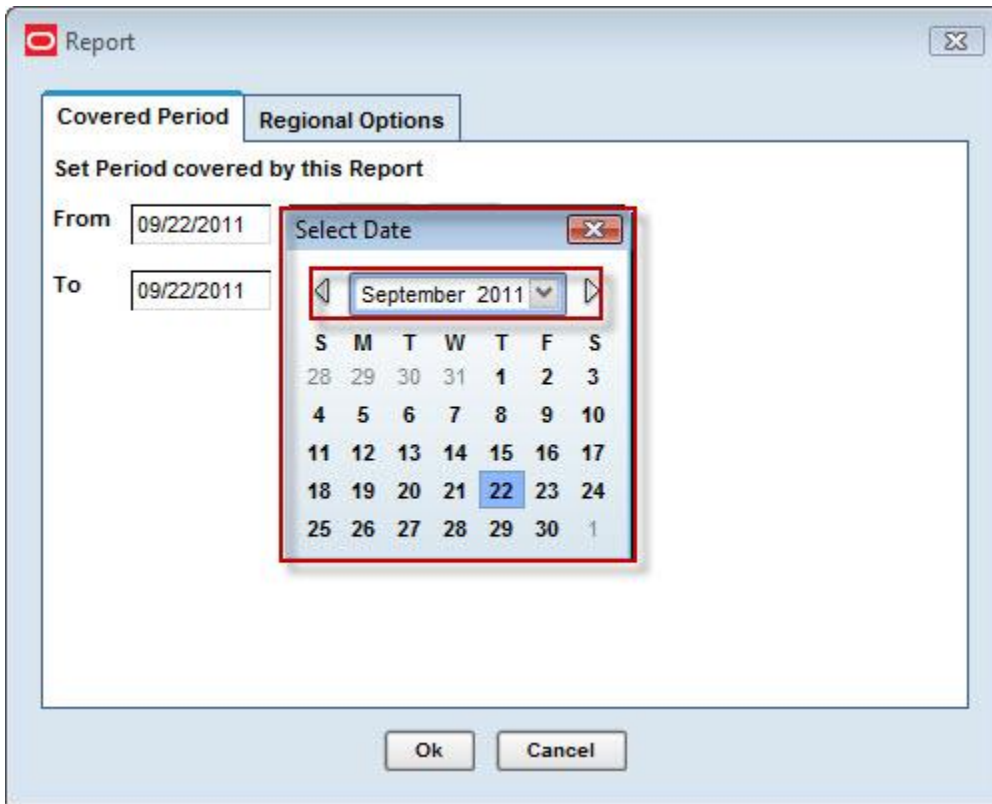 Report
Covered Period Regional Options
Set Period covered by this Report
From 09/22/2011
To 09/22/2011
Select Date
September 2011
S M T W T F S
28 29 30 31 1 2 3
4 5 6 7 8 9 10
11 12 13 14 15 16 17
18 19 20 21 22 23 24
25 26 27 28 29 30 1
Ok Cancel